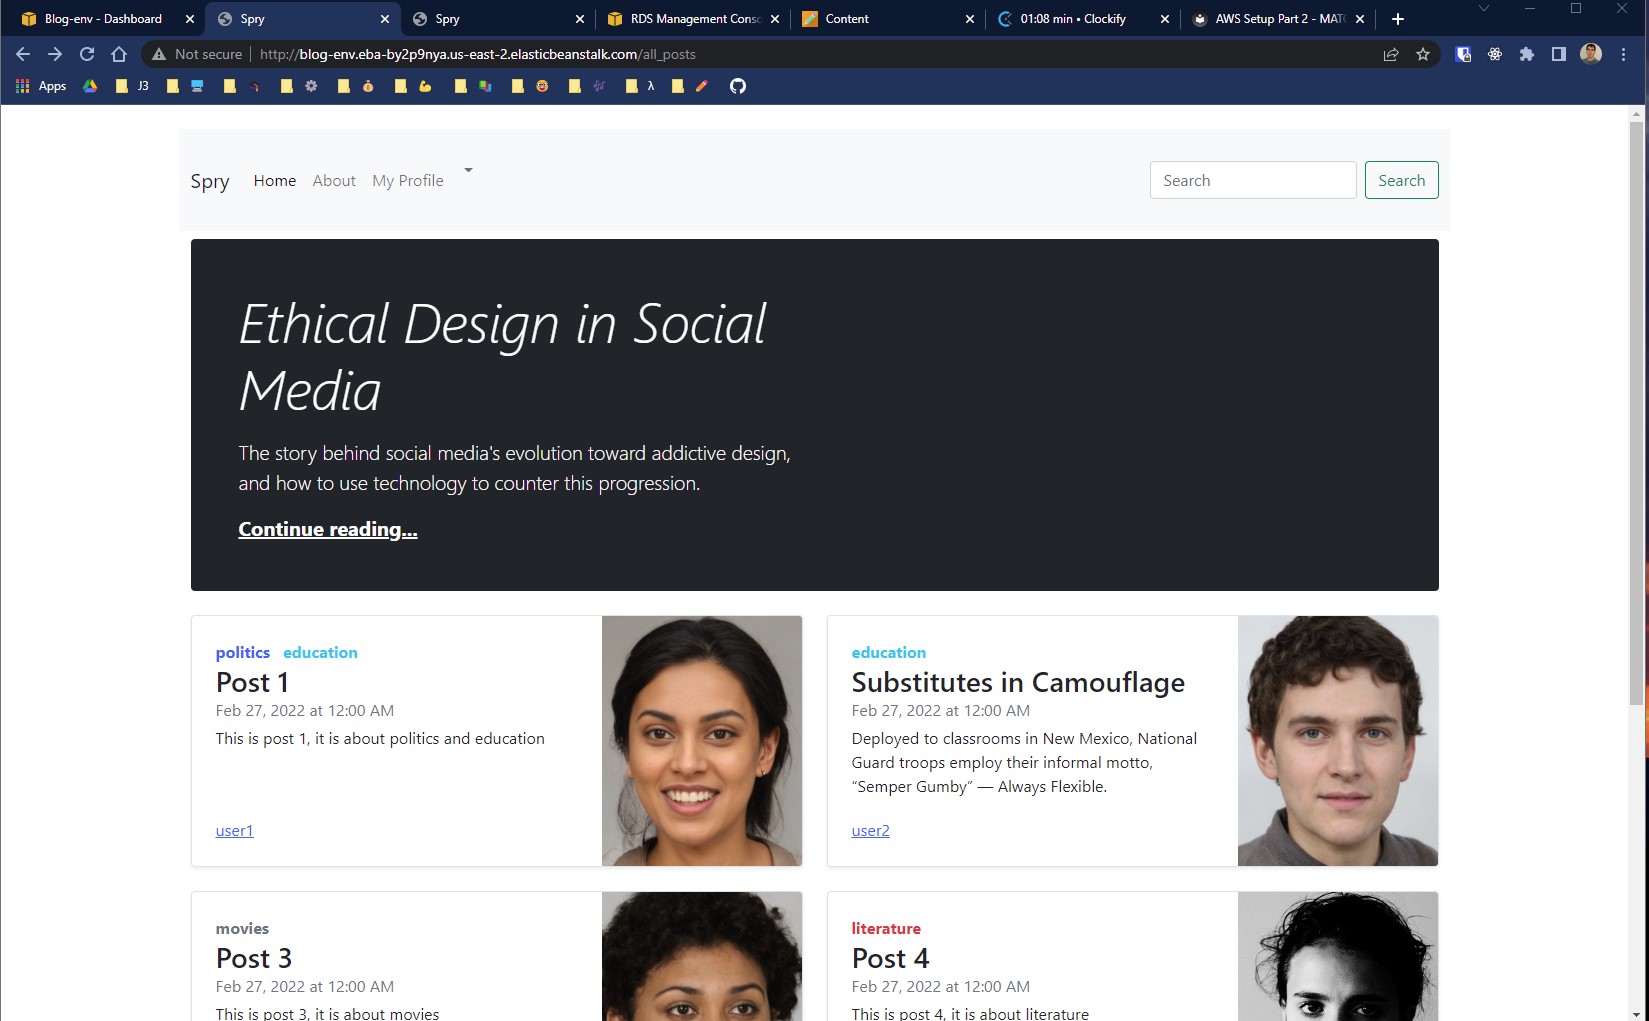 Blog-env - Dashboard
Spry
Spry
RDS Management Consc
Content
01:08 min • Clockify
AWS Setup Part 2 - MAT
Not secure
http://blog-env.eba-by2p9nya.us-east-2.elasticbeanstalk.com/all_posts
Apps
J3
λ
Spry
Home
About
My Profile
Search
Search
Ethical Design in Social
Media
The story behind social media's evolution toward addictive design,
and how to use technology to counter this progression.
Continue reading...
politics education
Post 1
Feb 27, 2022 at 12:00 AM
This is post 1, it is about politics and education
user1
education
Substitutes in Camouflage
Feb 27, 2022 at 12:00 AM
Deployed to classrooms in New Mexico, National
Guard troops employ their informal motto,
“Semper Gumby” — Always Flexible.
user2
movies
Post 3
Feb 27, 2022 at 12:00 AM
This is post 3, it is about movies
literature
Post 4
Feb 27, 2022 at 12:00 AM
This is post 4, it is about literature